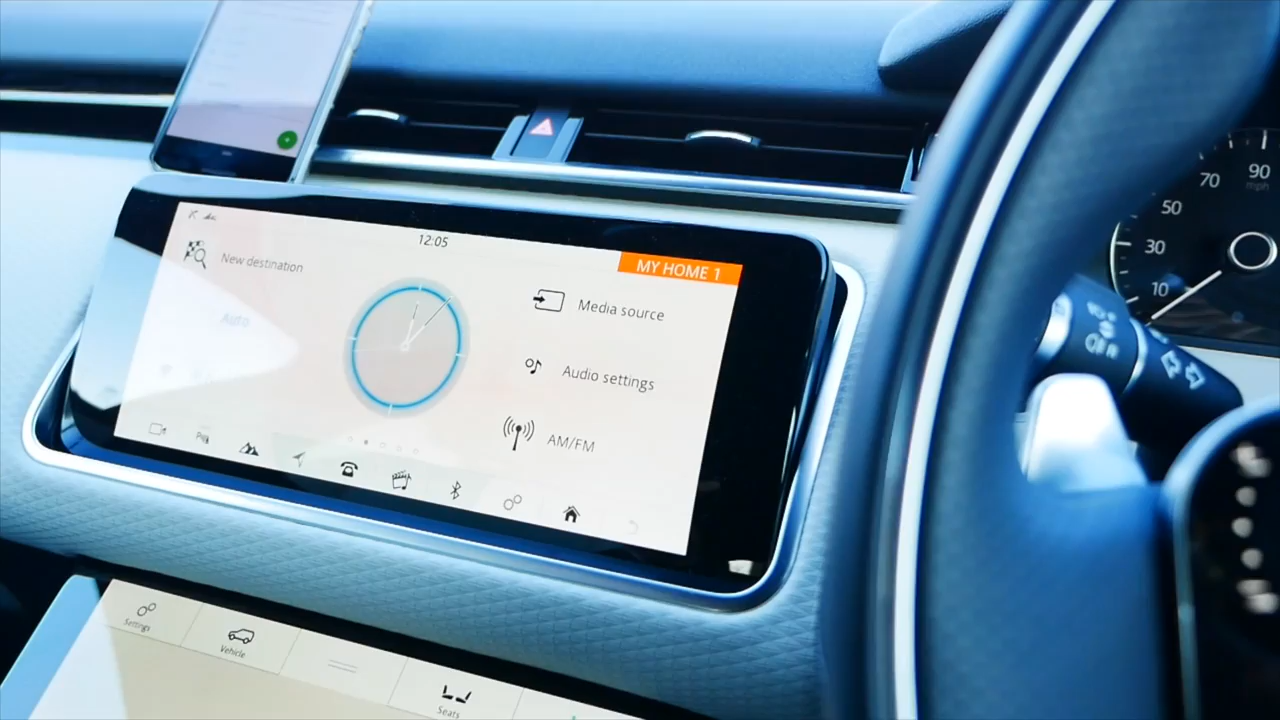 12:05
MY HOME 1
New destination
Media source
Auto
Audio settings
AM/FM
Settings
Vehicle
Seats
90
mph
70
50
30
10